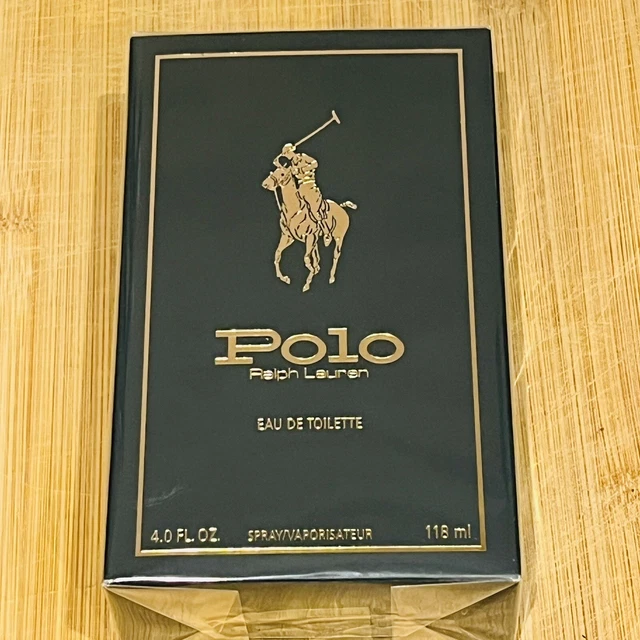 Polo
Ralph Lauren
EAU DE TOILETTE
4.0 FL. OZ. SPRAY/VAPORISATEUR 118 ml